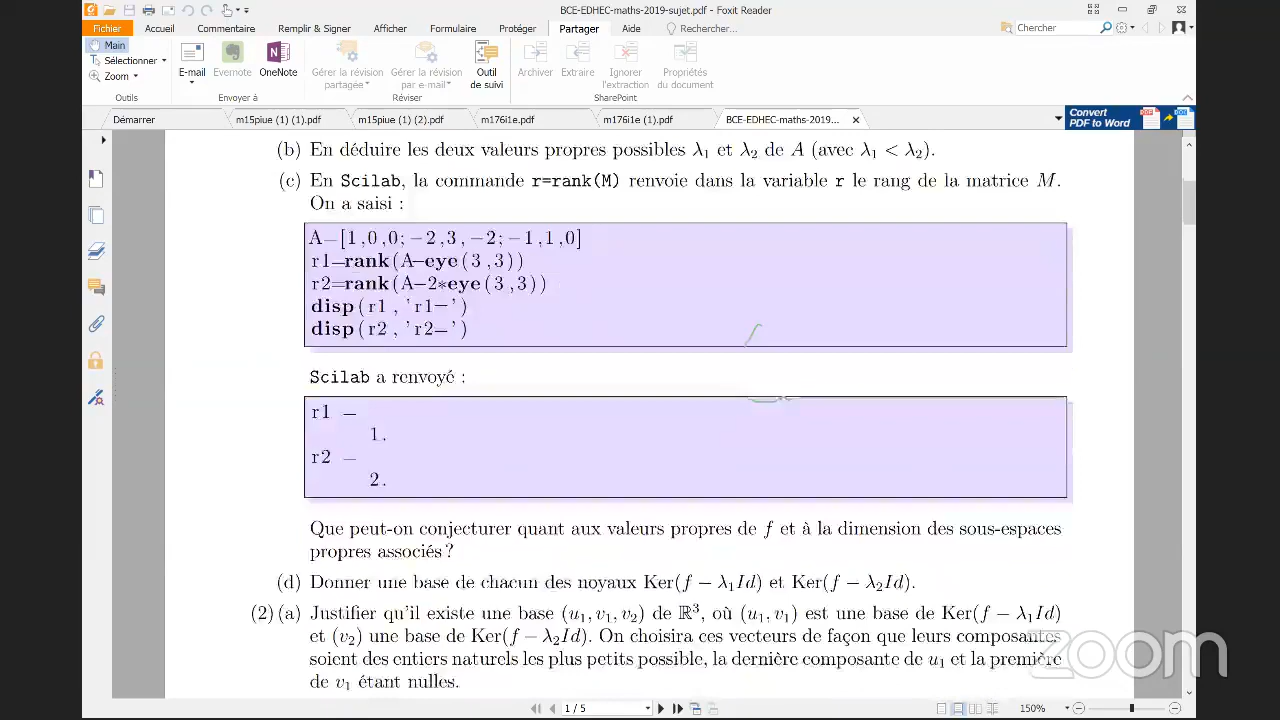 BCE-EDHEC-maths-2019-sujet.pdf - Foxit Reader
Fichier Accueil Commentaire Remplir & Signer Afficher Formulaire Protéger Partager Aide Rechercher... Chercher
Main
Sélectionner
Zoom
E-mail Evernote OneNote Gérer la révision partagée Gérer la révision par e-mail Outil de suivi Archiver Extraire Ignorer l'extraction Propriétés du document
Outils Envoyer à Réviser SharePoint
Démarrer m15piue (1) (1).pdf m176i1e.pdf m176i1e (1).pdf BCE-EDHEC-maths-2019... Convert PDF to Word
(b) En déduire les deux valeurs propres possibles λ1 et λ2 de A (avec λ1 < λ2).
(c) En Scilab, la commande r=rank(M) renvoie dans la variable r le rang de la matrice M.
On a saisi :
A=[1,0,0;-2,3,-2;-1,1,0]
r1=rank(A-eye(3,3))
r2=rank(A-2*eye(3,3))
disp(r1,'r1=')
disp(r2,'r2=')
Scilab a renvoyé :
r1 =
1.
r2 =
2.
Que peut-on conjecturer quant aux valeurs propres de f et à la dimension des sous-espaces
propres associés ?
(d) Donner une base de chacun des noyaux Ker(f − λ1Id) et Ker(f − λ2Id).
(2) (a) Justifier qu'il existe une base (u1, v1, v2) de ℝ³, où (u1, v1) est une base de Ker(f − λ1Id)
et (v2) une base de Ker(f − λ2Id). On choisira ces vecteurs de façon que leurs composantes
soient des entiers naturels les plus petits possible, la dernière composante de u1 et la première
de v1 étant nulles.
zoom
1 / 5 150%